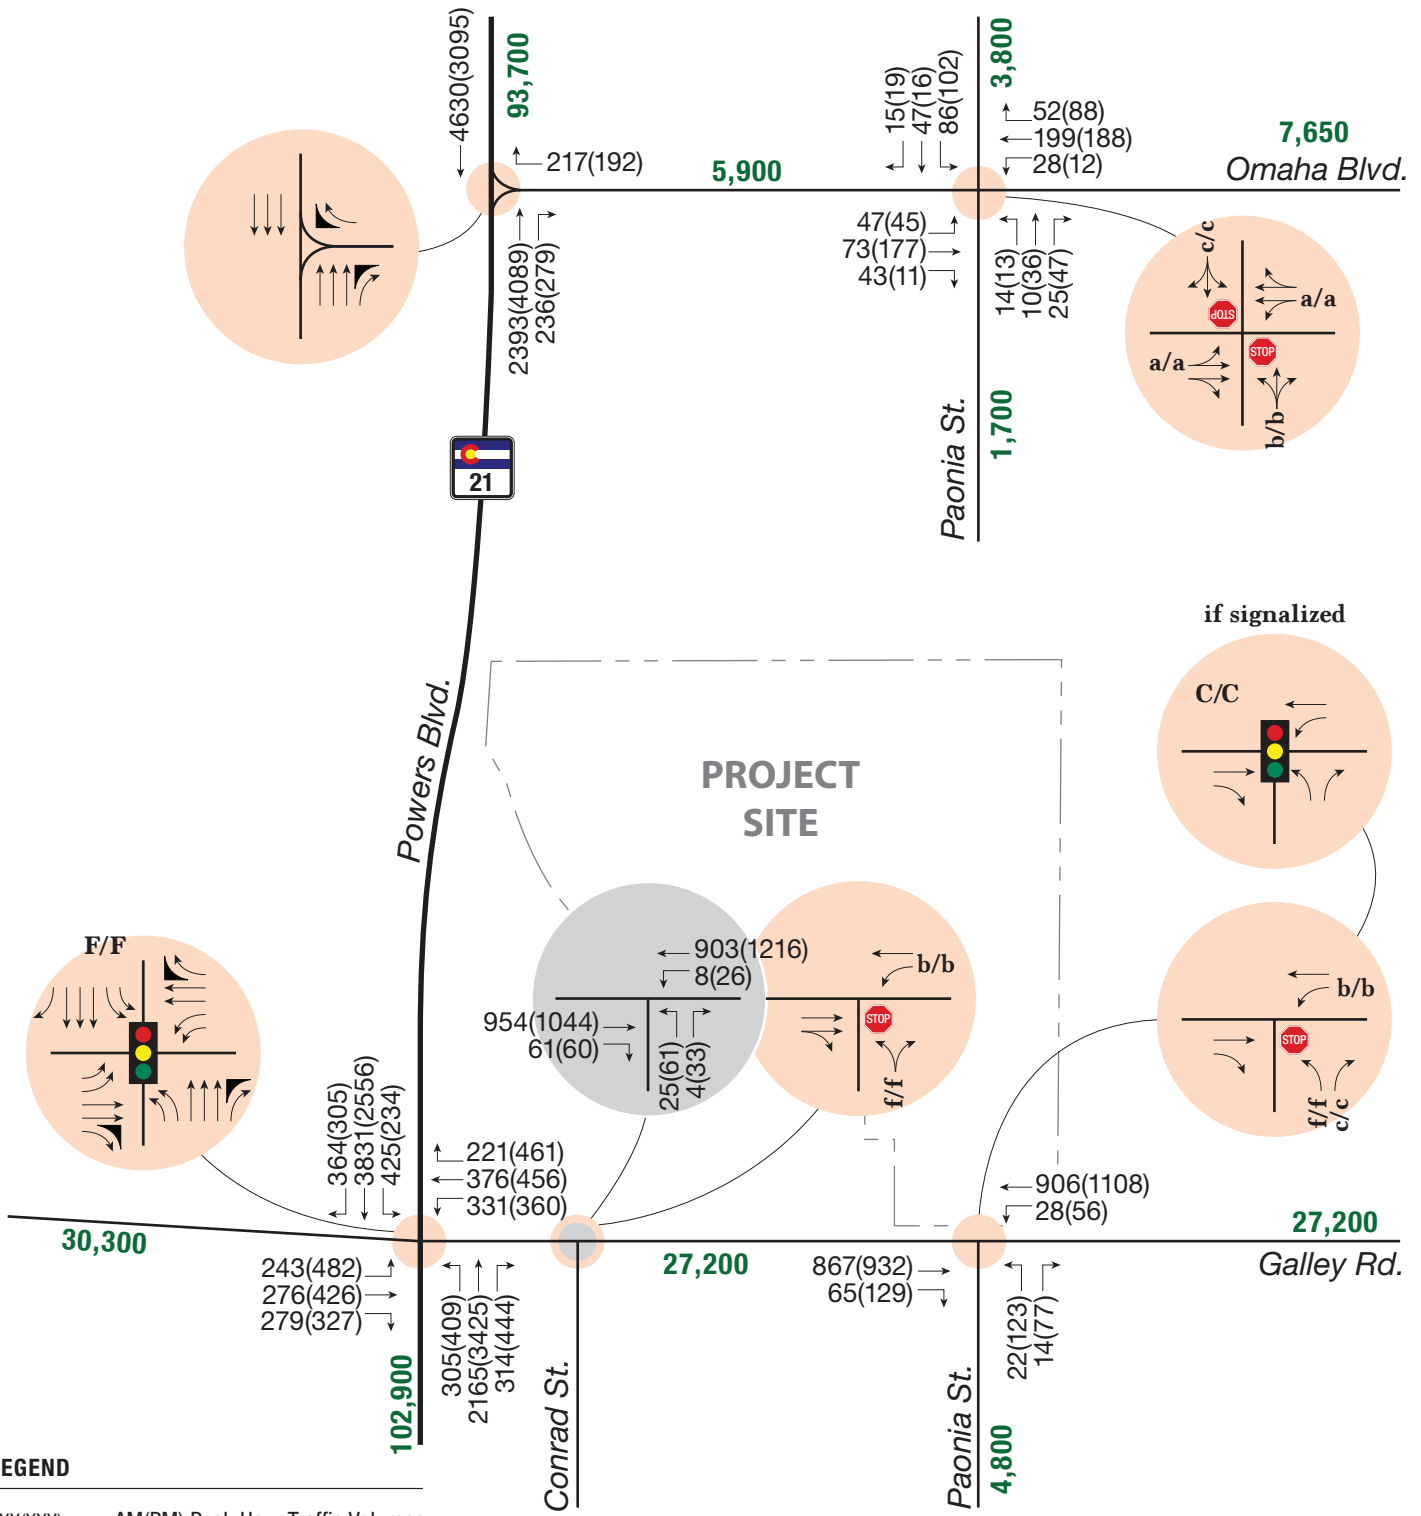 4630(3095)
93,700
217(192)
5,900
15(19)
47(16)
86(102)
3,800
52(88)
199(188)
28(12)
7,650
Omaha Blvd.
2393(4089)
236(279)
47(45)
73(177)
43(11)
14(13)
10(36)
25(47)
c/c
a/a
STOP
STOP
a/a
b/b
21
Paonia St.
1,700
if signalized
C/C
Powers Blvd.
PROJECT
SITE
903(1216)
8(26)
954(1044)
61(60)
25(61)
4(33)
b/b
STOP
f/f
b/b
STOP
f/f
c/c
F/F
364(305)
3831(2556)
425(234)
221(461)
376(456)
331(360)
906(1108)
28(56)
30,300
27,200
27,200
Galley Rd.
243(482)
276(426)
279(327)
305(409)
2165(3425)
314(444)
867(932)
65(129)
22(123)
14(77)
102,900
Conrad St.
Paonia St.
4,800
EGEND